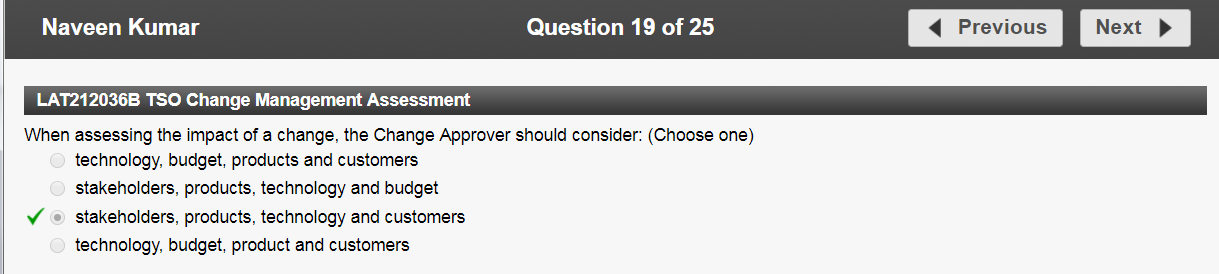 Naveen Kumar Question 19 of 25 Previous Next
LAT212036B TSO Change Management Assessment
When assessing the impact of a change, the Change Approver should consider: (Choose one)
technology, budget, products and customers
stakeholders, products, technology and budget
stakeholders, products, technology and customers
technology, budget, product and customers